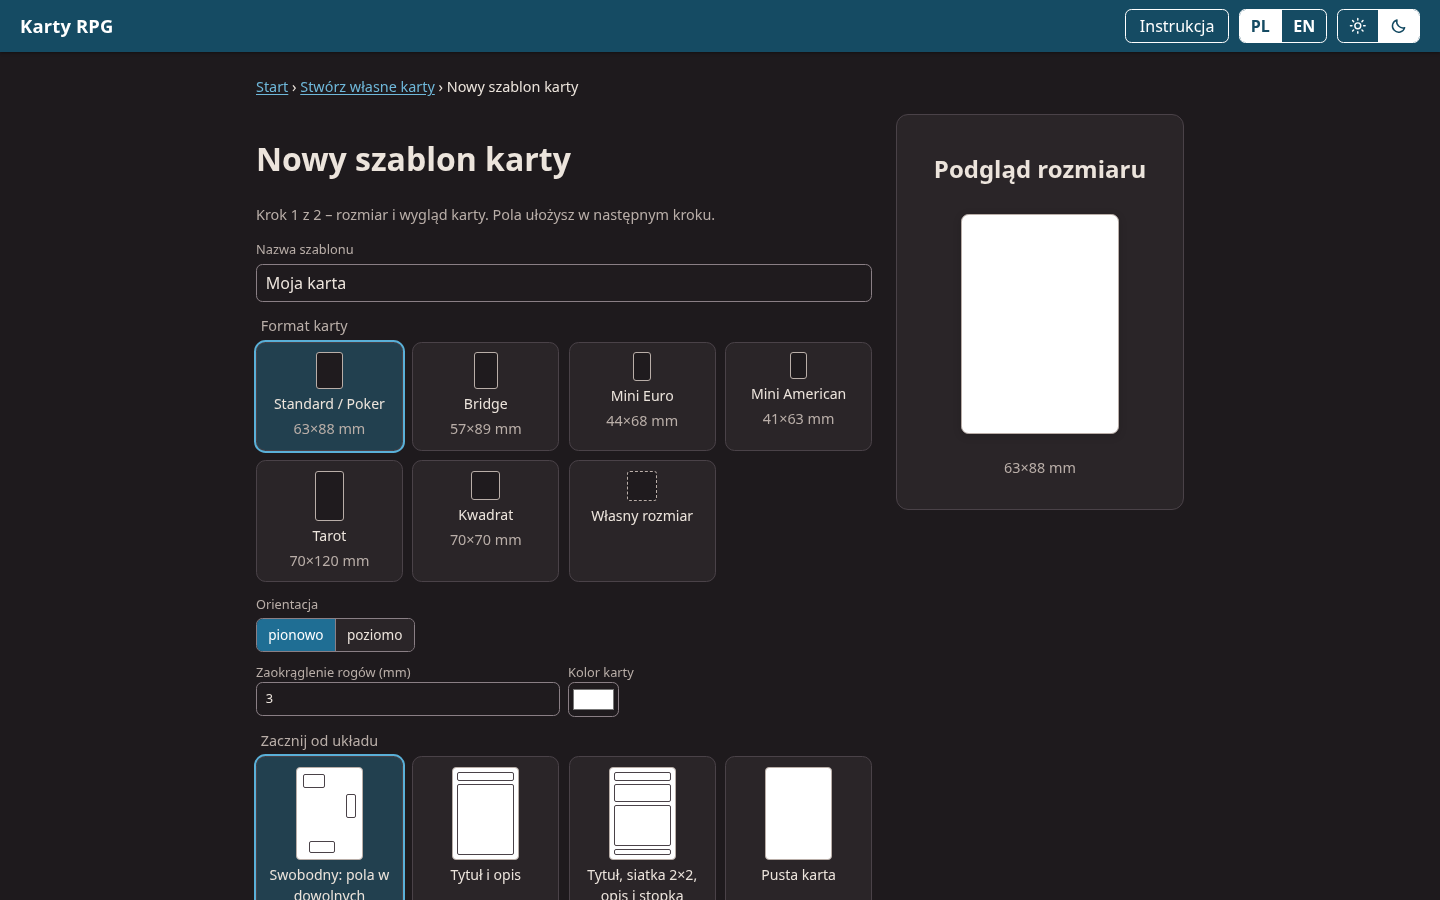 Karty RPG
Instrukcja
PL
EN
Start › Stwórz własne karty › Nowy szablon karty
Nowy szablon karty
Krok 1 z 2 – rozmiar i wygląd karty. Pola ułożysz w następnym kroku.
Nazwa szablonu
Moja karta
Format karty
Standard / Poker
63×88 mm
Bridge
57×89 mm
Mini Euro
44×68 mm
Mini American
41×63 mm
Tarot
70×120 mm
Kwadrat
70×70 mm
Własny rozmiar
Orientacja
pionowo
poziomo
Zaokrąglenie rogów (mm)
3
Kolor karty
Zacznij od układu
Swobodny: pola w
dowolnych
Tytuł i opis
Tytuł, siatka 2×2,
opis i stopka
Pusta karta
Podgląd rozmiaru
63×88 mm